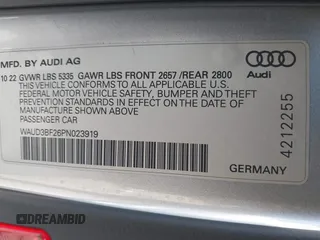 MFD. BY AUDI AG
10 22 GVWR LBS 5335 GAWR LBS FRONT 2657 /REAR 2800
THIS VEHICLE CONFORMS TO ALL APPLICABLE
FEDERAL MOTOR VEHICLE SAFETY, BUMPER AND
THEFT PREVENTION STANDARDS IN EFFECT ON
THE DATE OF MANUFACTURE SHOWN ABOVE.
PASSENGER CAR
WAUD3BF26PN023919
GERMANY
Audi
4212255
DREAMBID